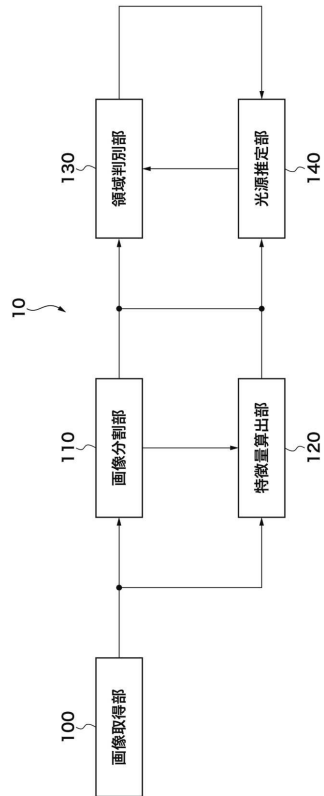 10
100
画像取得部
110
画像分割部
130
領域判別部
特徴量算出部
120
光源推定部
140